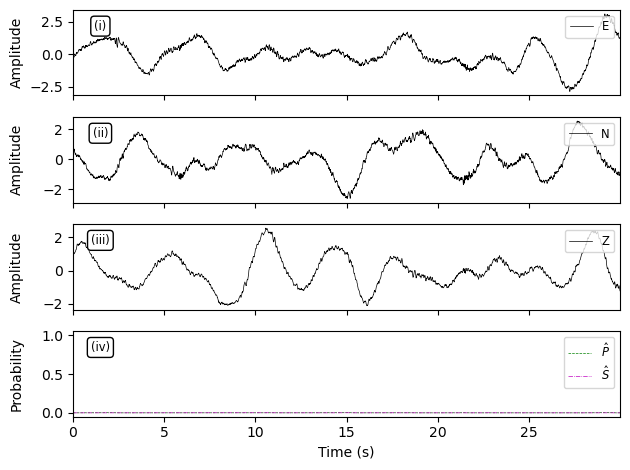 (i)
E
Amplitude
2.5
0.0
−2.5
(ii)
N
Amplitude
2
0
−2
(iii)
Z
Amplitude
2
0
−2
(iv)
P̂
Ŝ
Probability
1.0
0.5
0.0
0 5 10 15 20 25
Time (s)